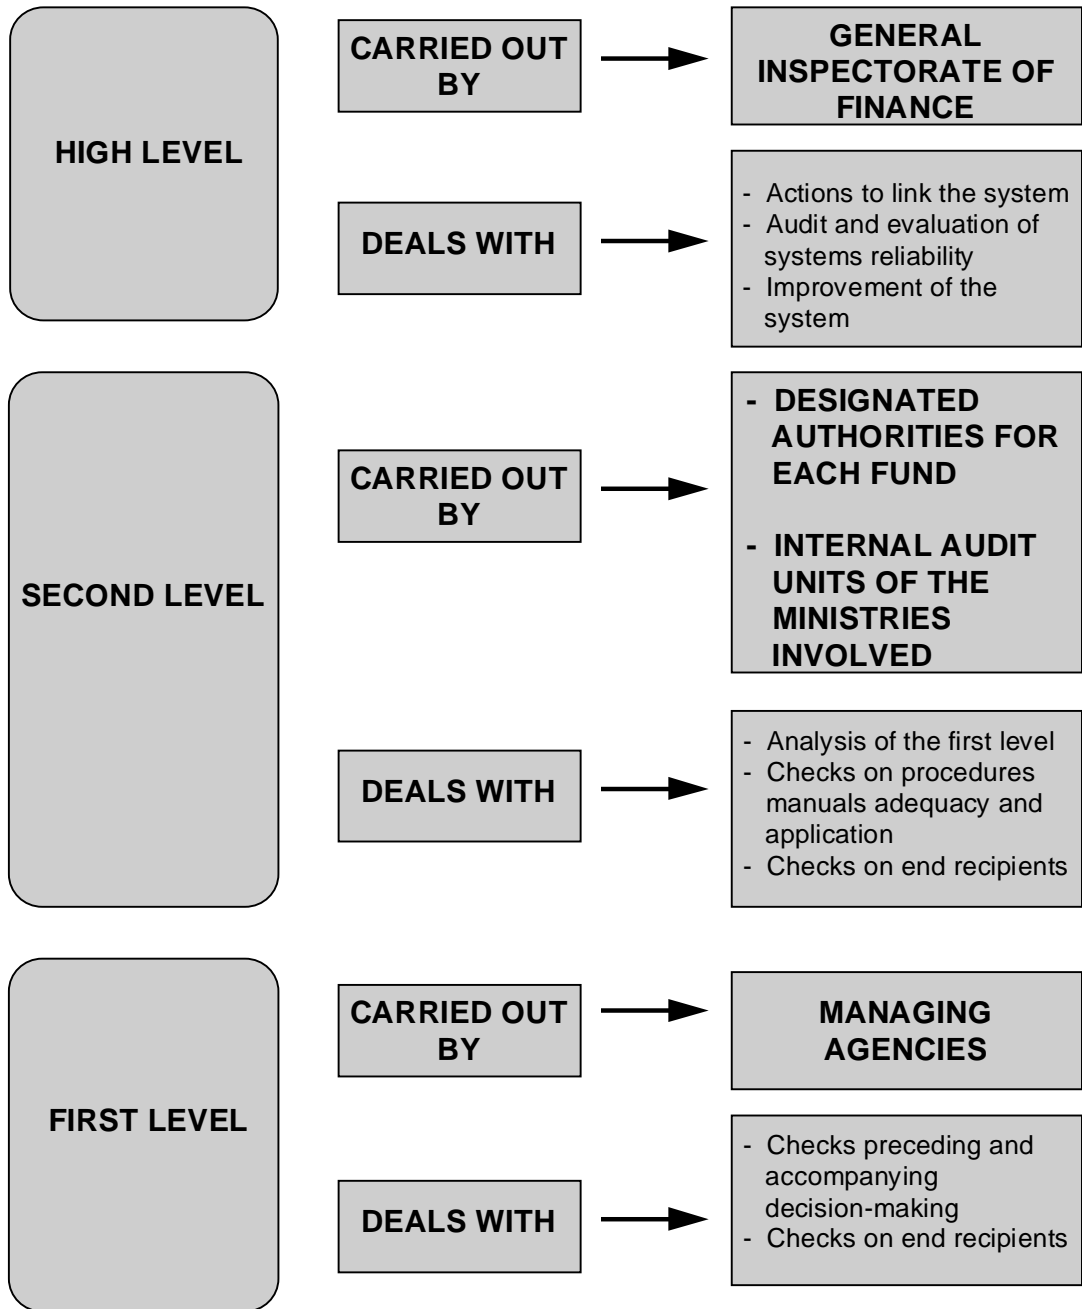 HIGH LEVEL
CARRIED OUT
BY
GENERAL
INSPECTORATE OF
FINANCE
DEALS WITH
- Actions to link the system
- Audit and evaluation of
systems reliability
- Improvement of the
system
SECOND LEVEL
CARRIED OUT
BY
- DESIGNATED
AUTHORITIES FOR
EACH FUND
- INTERNAL AUDIT
UNITS OF THE
MINISTRIES
INVOLVED
DEALS WITH
- Analysis of the first level
- Checks on procedures
manuals adequacy and
application
- Checks on end recipients
FIRST LEVEL
CARRIED OUT
BY
MANAGING
AGENCIES
DEALS WITH
- Checks preceding and
accompanying
decision-making
- Checks on end recipients